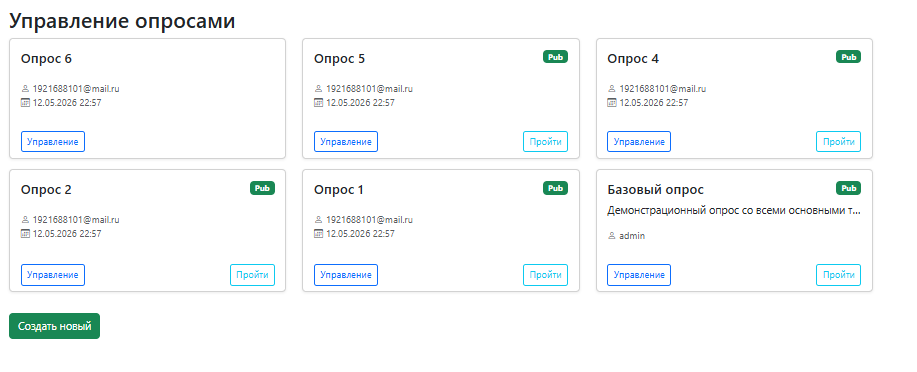 Управление опросами
Опрос 6
1921688101@mail.ru
12.05.2026 22:57
Управление
Опрос 5 Pub
1921688101@mail.ru
12.05.2026 22:57
Управление Пройти
Опрос 4 Pub
1921688101@mail.ru
12.05.2026 22:57
Управление Пройти
Опрос 2 Pub
1921688101@mail.ru
12.05.2026 22:57
Управление Пройти
Опрос 1 Pub
1921688101@mail.ru
12.05.2026 22:57
Управление Пройти
Базовый опрос Pub
Демонстрационный опрос со всеми основными т...
admin
Управление Пройти
Создать новый